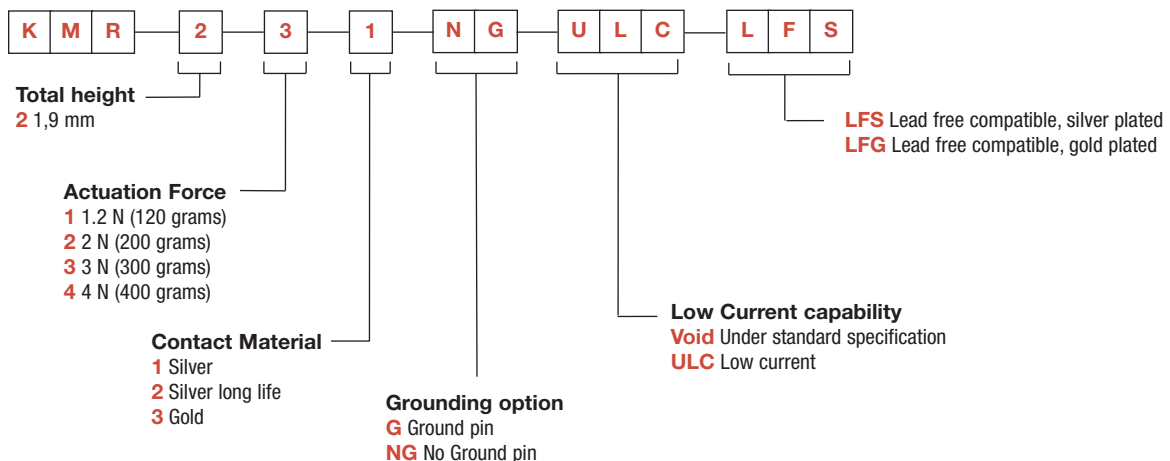 K M R 2 3 1 N G U L C L F S
Total height
2 1,9 mm
LFS Lead free compatible, silver plated
LFG Lead free compatible, gold plated
Actuation Force
1 1.2 N (120 grams)
2 2 N (200 grams)
3 3 N (300 grams)
4 4 N (400 grams)
Low Current capability
Void Under standard specification
ULC Low current
Contact Material
1 Silver
2 Silver long life
3 Gold
Grounding option
G Ground pin
NG No Ground pin